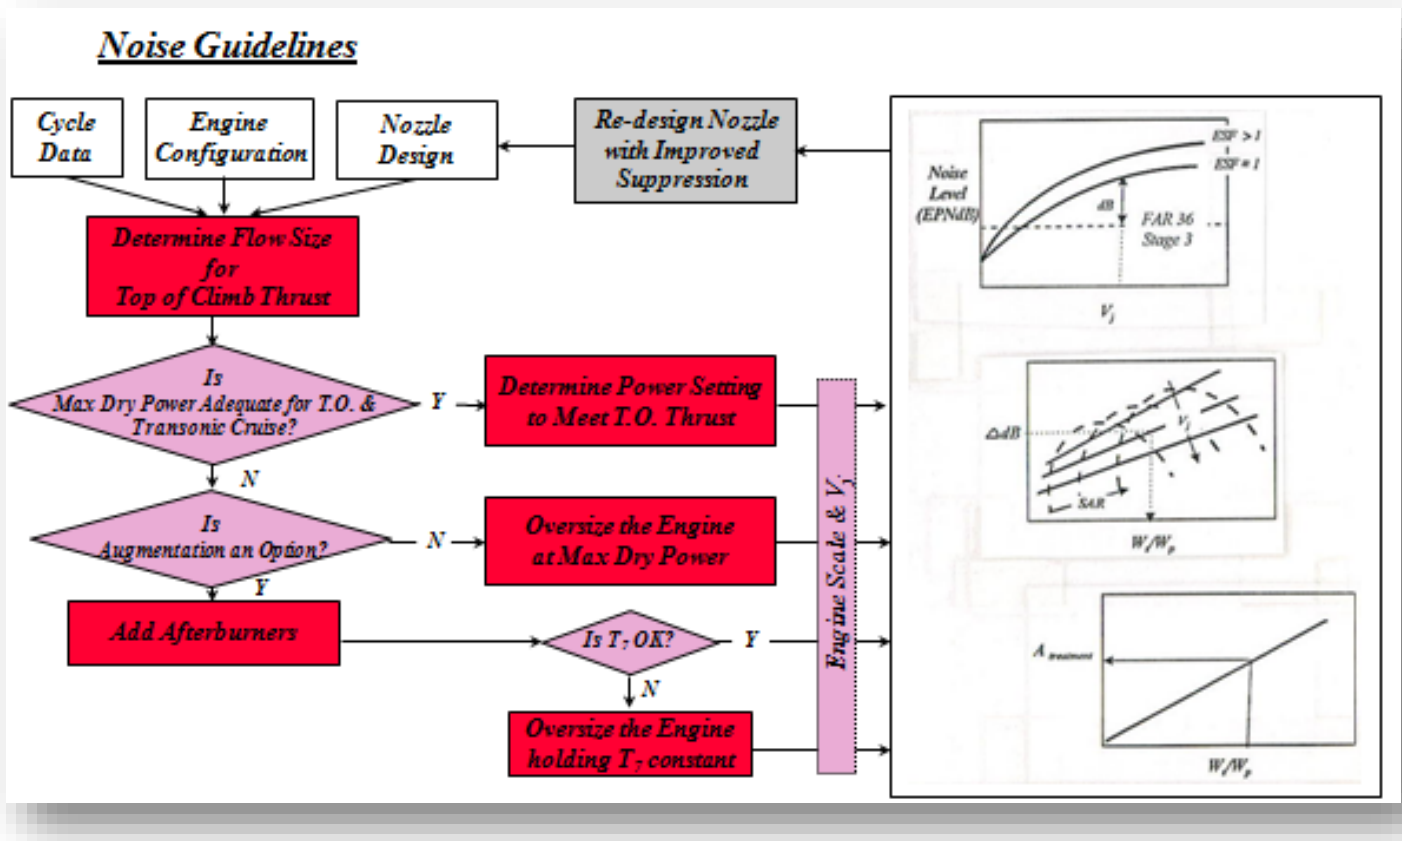 Noise Guidelines
Cycle
Data
Engine
Configuration
Nozzle
Design
Re-design Nozzle
with Improved
Suppression
Determine Flow Size
for
Top of Climb Thrust
Is
Max Dry Power Adequate for T.O. &
Transonic Cruise?
Y
Determine Power Setting
to Meet T.O. Thrust
N
Is
Augmentation an Option?
N
Oversize the Engine
at Max Dry Power
Y
Add Afterburners
Is T7 OK?
Y
N
Oversize the Engine
holding T7 constant
Engine Scale & Vj
ESF > 1
ESF = 1
Noise
Level
(EPNdB)
dB
FAR 36
Stage 3
Vj
△dB
Vj
SAR
Ws/Wp
A treatment
Ws/Wp